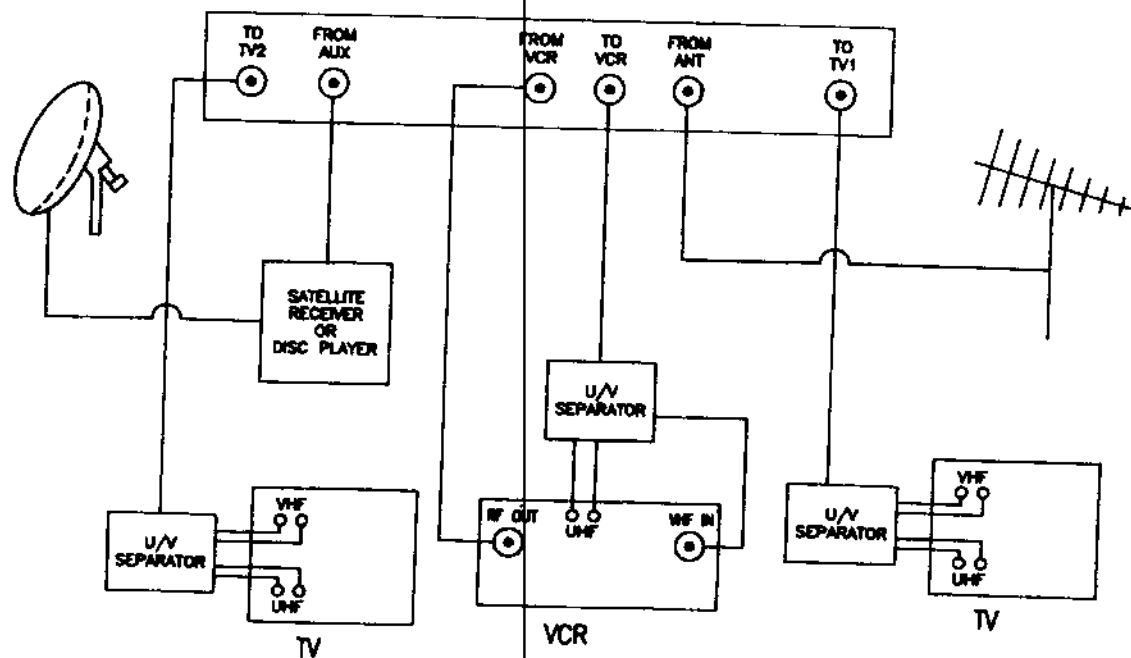 TO
TV2
FROM
AUX
FROM
VCR
TO
VCR
FROM
ANT
TO
TV1
SATELLITE
RECEIVER
OR
DISC PLAYER
U/V
SEPARATOR
U/V
SEPARATOR
VHF
UHF
TV
RF OUT
UHF
VHF IN
VCR
U/V
SEPARATOR
VHF
UHF
TV